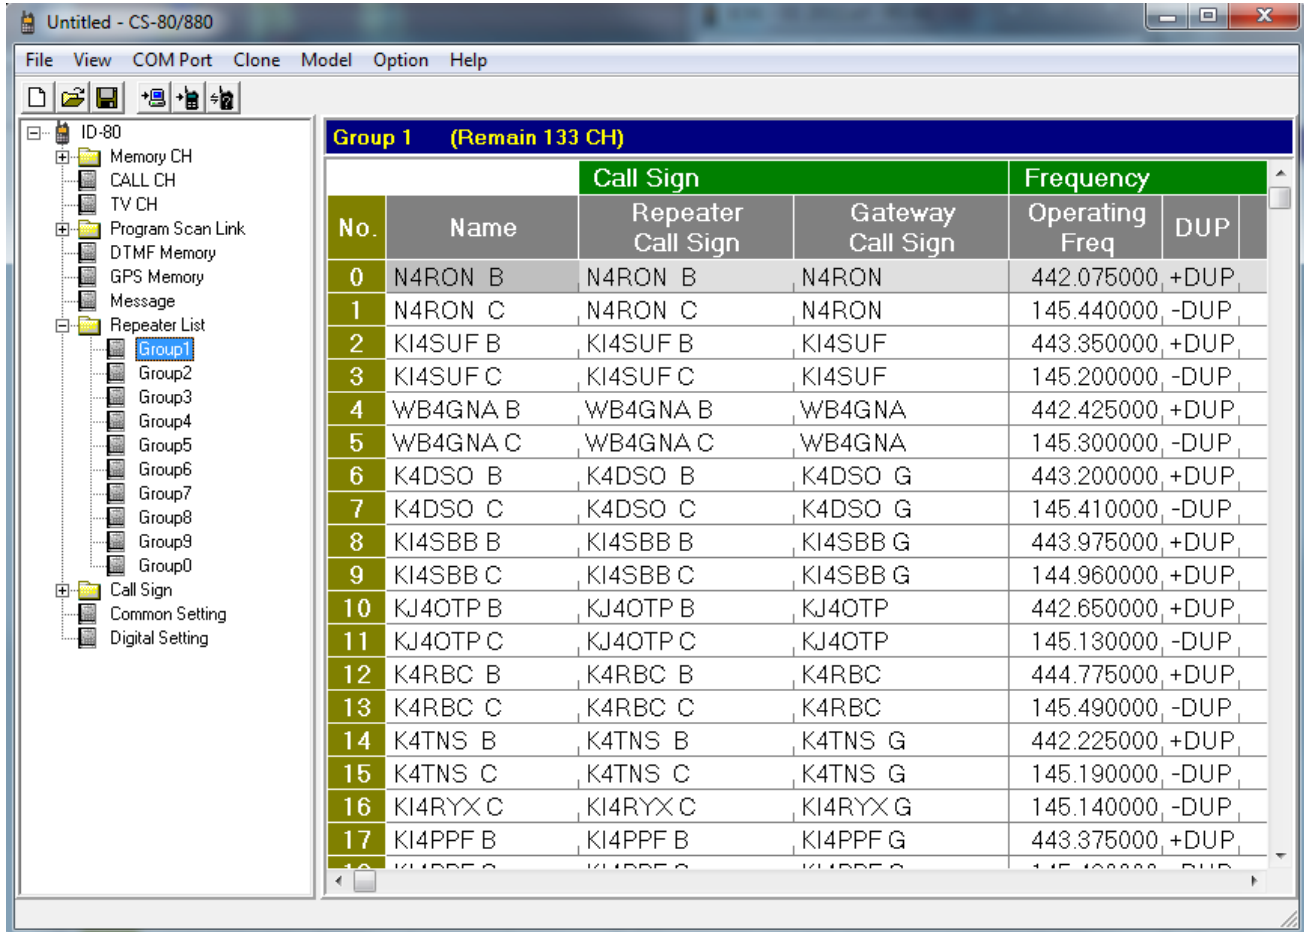 Untitled - CS-80/880
File View COM Port Clone Model Option Help
ID-80
Memory CH
CALL CH
TV CH
Program Scan Link
DTMF Memory
GPS Memory
Message
Repeater List
Group1
Group2
Group3
Group4
Group5
Group6
Group7
Group8
Group9
Group0
Call Sign
Common Setting
Digital Setting
Group 1 (Remain 133 CH)
Call Sign Frequency
No. Name Repeater Call Sign Gateway Call Sign Operating Freq DUP
0 N4RON B N4RON B N4RON 442.075000 +DUP
1 N4RON C N4RON C N4RON 145.440000 -DUP
2 KI4SUF B KI4SUF B KI4SUF 443.350000 +DUP
3 KI4SUF C KI4SUF C KI4SUF 145.200000 -DUP
4 WB4GNA B WB4GNA B WB4GNA 442.425000 +DUP
5 WB4GNA C WB4GNA C WB4GNA 145.300000 -DUP
6 K4DSO B K4DSO B K4DSO G 443.200000 +DUP
7 K4DSO C K4DSO C K4DSO G 145.410000 -DUP
8 KI4SBB B KI4SBB B KI4SBB G 443.975000 +DUP
9 KI4SBB C KI4SBB C KI4SBB G 144.960000 +DUP
10 KJ4OTP B KJ4OTP B KJ4OTP 442.650000 +DUP
11 KJ4OTP C KJ4OTP C KJ4OTP 145.130000 -DUP
12 K4RBC B K4RBC B K4RBC 444.775000 +DUP
13 K4RBC C K4RBC C K4RBC 145.490000 -DUP
14 K4TNS B K4TNS B K4TNS G 442.225000 +DUP
15 K4TNS C K4TNS C K4TNS G 145.190000 -DUP
16 KI4RYX C KI4RYX C KI4RYX G 145.140000 -DUP
17 KI4PPF B KI4PPF B KI4PPF G 443.375000 +DUP